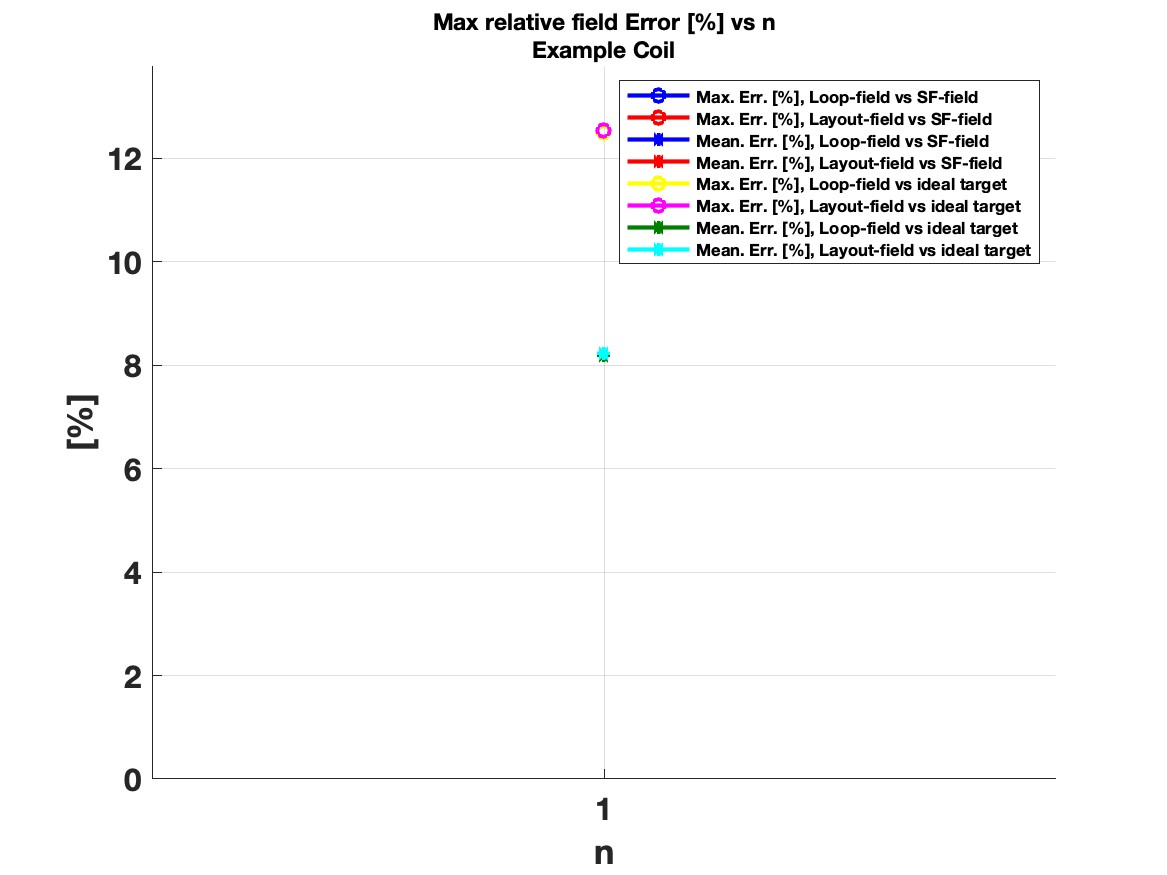 Max relative field Error [%] vs n
Example Coil
Max. Err. [%], Loop-field vs SF-field
Max. Err. [%], Layout-field vs SF-field
Mean. Err. [%], Loop-field vs SF-field
Mean. Err. [%], Layout-field vs SF-field
Max. Err. [%], Loop-field vs ideal target
Max. Err. [%], Layout-field vs ideal target
Mean. Err. [%], Loop-field vs ideal target
Mean. Err. [%], Layout-field vs ideal target
12
10
8
6
4
2
0
[%]
1
n